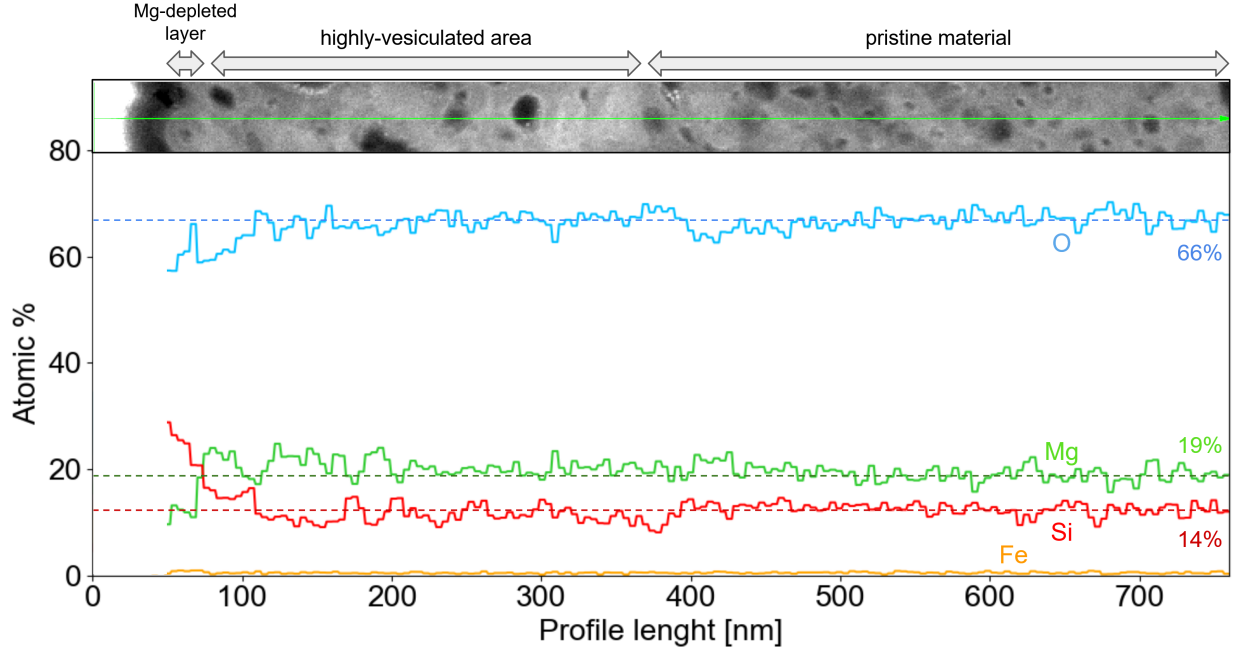 Mg-depleted
layer
highly-vesiculated area
pristine material
80
60
40
20
0
Atomic %
O
66%
Mg
19%
Si
14%
Fe
0 100 200 300 400 500 600 700
Profile lenght [nm]